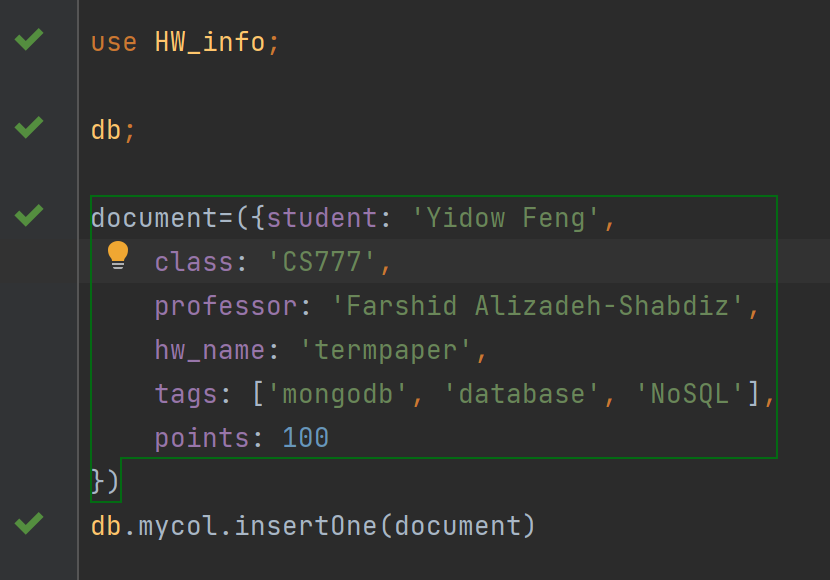 use HW_info;
db;
document=({student: 'Yidow Feng',
class: 'CS777',
professor: 'Farshid Alizadeh-Shabdiz',
hw_name: 'termpaper',
tags: ['mongodb', 'database', 'NoSQL'],
points: 100
})
db.mycol.insertOne(document)